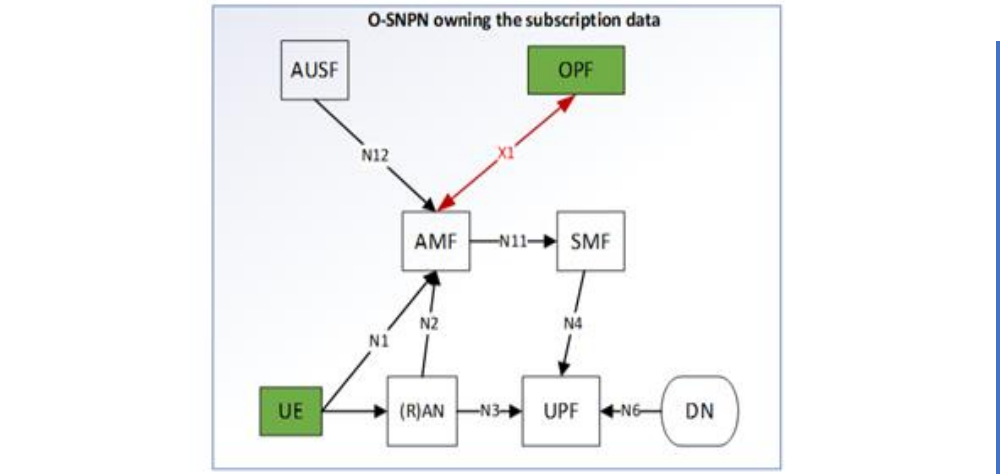 O-SNPN owning the subscription data
AUSF
OPF
N12
X1
AMF
N11
SMF
N1
N2
N4
UE
(R)AN
N3
UPF
N6
DN